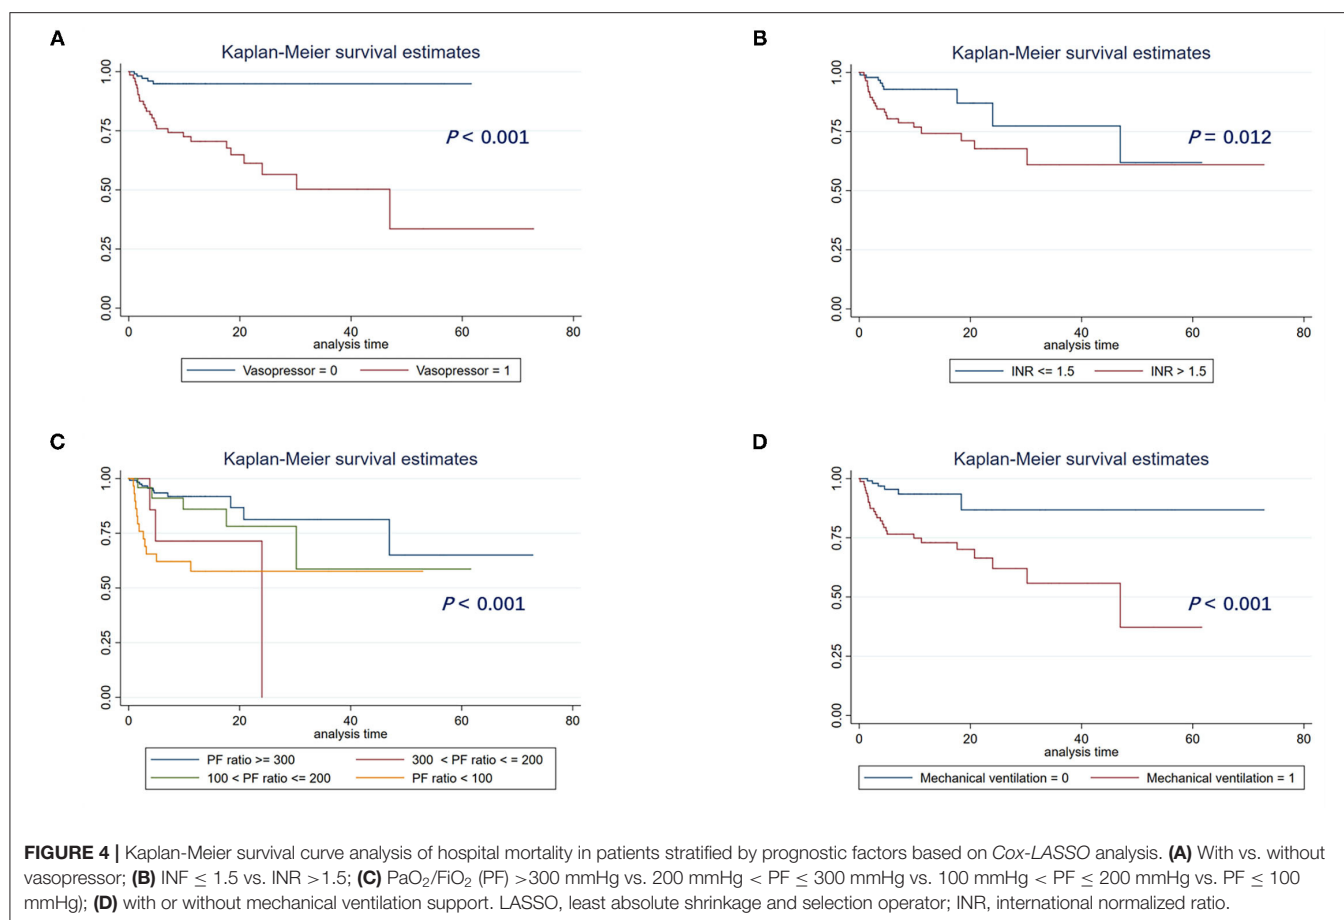 A
Kaplan-Meier survival estimates
1.00
0.75
0.50
0.25
0.00
P < 0.001
0 20 40 60 80
analysis time
Vasopressor = 0 Vasopressor = 1
B
Kaplan-Meier survival estimates
1.00
0.75
0.50
0.25
0.00
P = 0.012
0 20 40 60 80
analysis time
INR <= 1.5 INR > 1.5
C
Kaplan-Meier survival estimates
1.00
0.75
0.50
0.25
0.00
P < 0.001
0 20 40 60 80
analysis time
PF ratio >= 300 300 < PF ratio < = 200
100 < PF ratio <= 200 PF ratio < 100
D
Kaplan-Meier survival estimates
1.00
0.75
0.50
0.25
0.00
P < 0.001
0 20 40 60 80
analysis time
Mechanical ventilation = 0 Mechanical ventilation = 1
FIGURE 4 | Kaplan-Meier survival curve analysis of hospital mortality in patients stratified by prognostic factors based on Cox-LASSO analysis. (A) With vs. without
vasopressor; (B) INF ≤ 1.5 vs. INR >1.5; (C) PaO₂/FiO₂ (PF) >300 mmHg vs. 200 mmHg < PF ≤ 300 mmHg vs. 100 mmHg < PF ≤ 200 mmHg vs. PF ≤ 100
mmHg); (D) with or without mechanical ventilation support. LASSO, least absolute shrinkage and selection operator; INR, international normalized ratio.